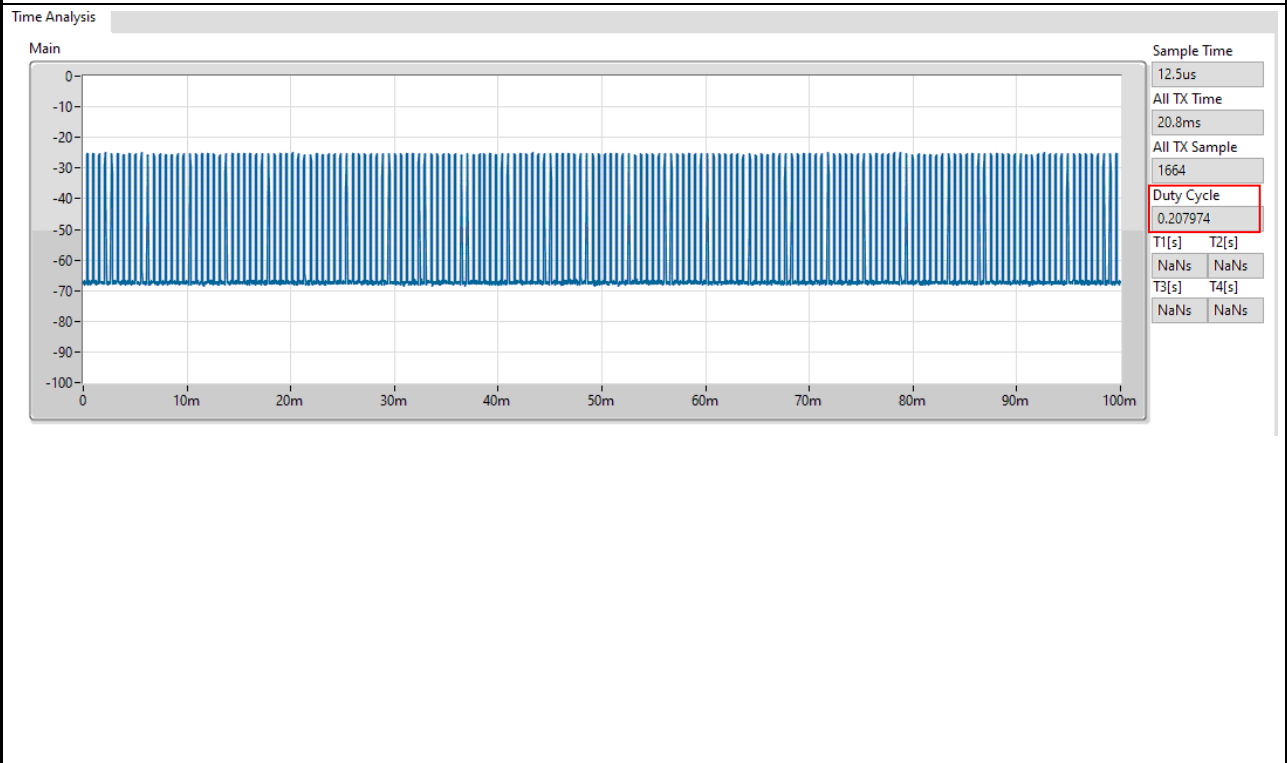 Time Analysis
Main
0
-10
-20
-30
-40
-50
-60
-70
-80
-90
-100
0 10m 20m 30m 40m 50m 60m 70m 80m 90m 100m
Sample Time
12.5us
All TX Time
20.8ms
All TX Sample
1664
Duty Cycle
0.207974
T1[s] T2[s]
NaNs NaNs
T3[s] T4[s]
NaNs NaNs